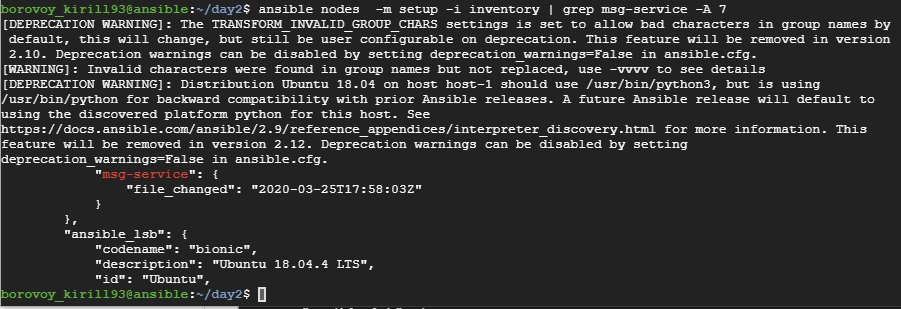 borovoy_kirill93@ansible:~/day2$ ansible nodes  -m setup -i inventory | grep msg-service -A 7
[DEPRECATION WARNING]: The TRANSFORM_INVALID_GROUP_CHARS settings is set to allow bad characters in group names by
 default, this will change, but still be user configurable on deprecation. This feature will be removed in version
 2.10. Deprecation warnings can be disabled by setting deprecation_warnings=False in ansible.cfg.
[WARNING]: Invalid characters were found in group names but not replaced, use -vvvv to see details
[DEPRECATION WARNING]: Distribution Ubuntu 18.04 on host host-1 should use /usr/bin/python3, but is using
/usr/bin/python for backward compatibility with prior Ansible releases. A future Ansible release will default to
using the discovered platform python for this host. See
https://docs.ansible.com/ansible/2.9/reference_appendices/interpreter_discovery.html for more information. This
feature will be removed in version 2.12. Deprecation warnings can be disabled by setting
deprecation_warnings=False in ansible.cfg.
            "msg-service": {
                "file_changed": "2020-03-25T17:58:03Z"
            }
        },
        "ansible_lsb": {
            "codename": "bionic",
            "description": "Ubuntu 18.04.4 LTS",
            "id": "Ubuntu",
borovoy_kirill93@ansible:~/day2$